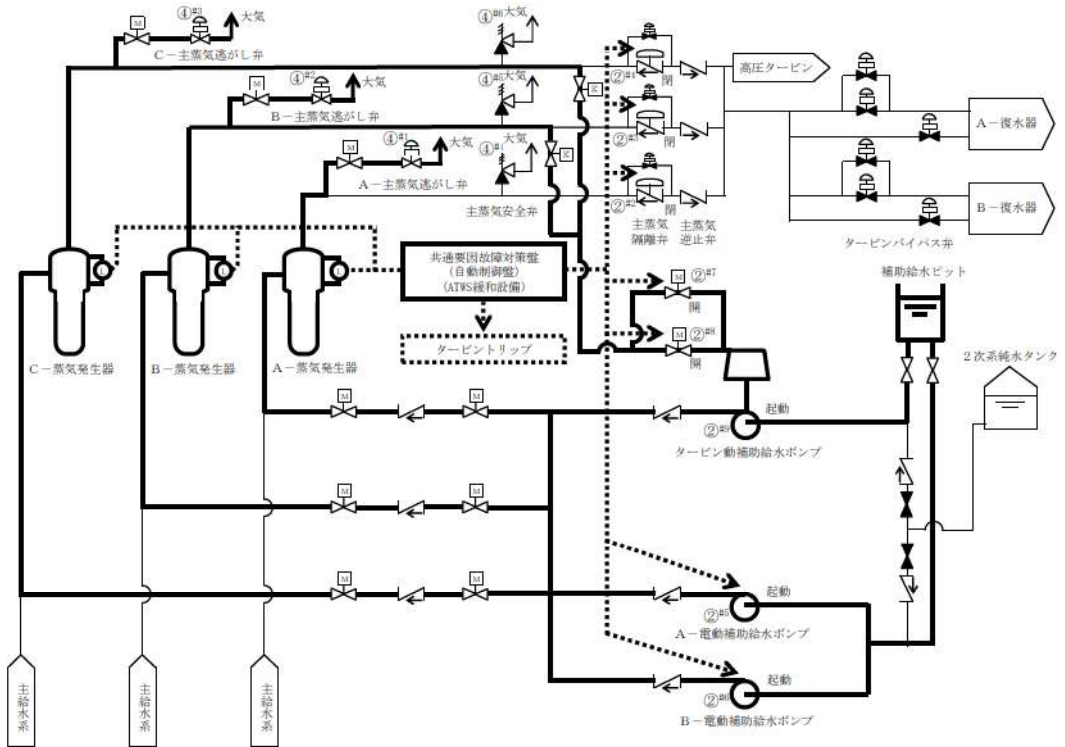 ④#3
大気
M
C－主蒸気逃がし弁
④#6
大気
②#4
閉
高圧タービン
④#2
大気
M
B－主蒸気逃がし弁
④#5
大気
M
②#3
閉
A－復水器
④#1
大気
M
A－主蒸気逃がし弁
④#4
大気
M
主蒸気安全弁
②#2
閉
主蒸気
隔離弁
主蒸気
逆止弁
B－復水器
タービンバイパス弁
共通要因故障対策盤
(自動制御盤)
(ATWS緩和設備)
L
L
L
タービントリップ
C－蒸気発生器
B－蒸気発生器
A－蒸気発生器
M
②#7
開
M
②#8
開
補助給水ピット
2次系純水タンク
M
M
起動
②#9
タービン動補助給水ポンプ
M
M
M
M
起動
②#5
A－電動補助給水ポンプ
起動
②#6
B－電動補助給水ポンプ
主給水系
主給水系
主給水系